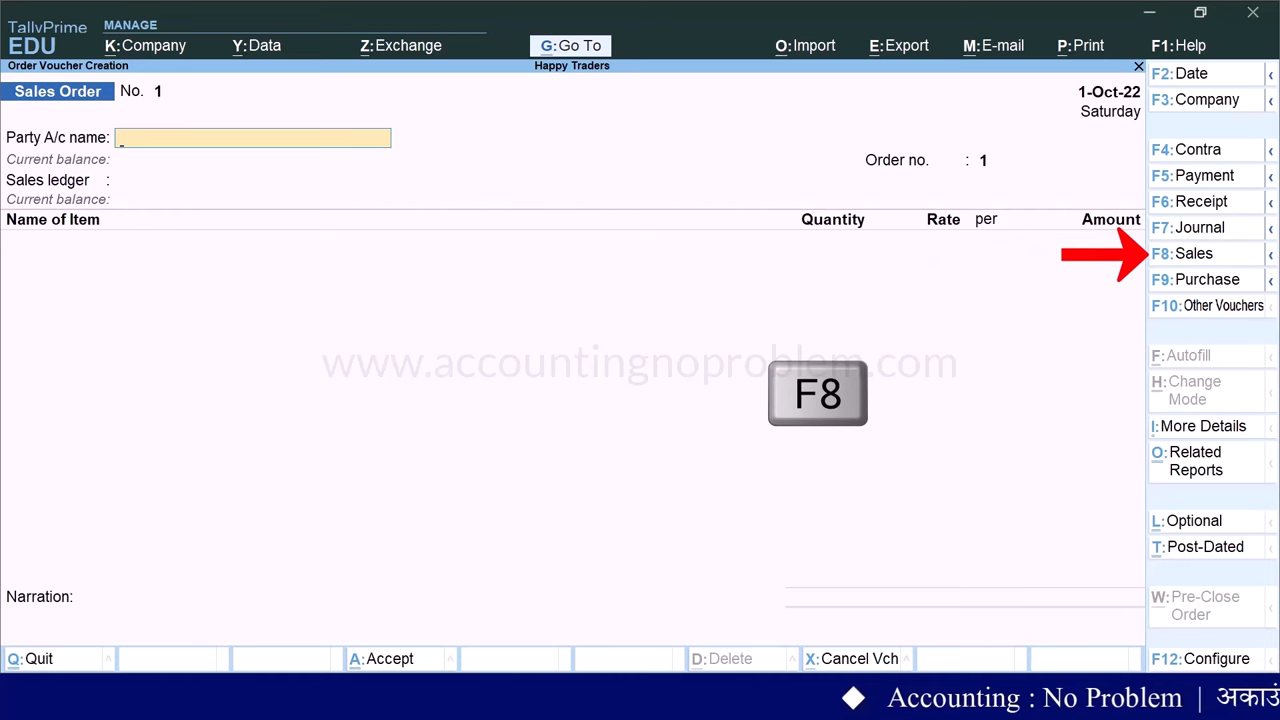 TallyPrime
EDU
MANAGE
K:Company Y:Data Z:Exchange G:Go To O:Import E:Export M:E-mail P:Print F1:Help
Order Voucher Creation Happy Traders
Sales Order No. 1 1-Oct-22
Saturday
Party A/c name:
Current balance: Order no. : 1
Sales ledger :
Current balance:
Name of Item Quantity Rate per Amount
F2:Date
F3:Company
F4:Contra
F5:Payment
F6:Receipt
F7:Journal
F8:Sales
F9:Purchase
F10:Other Vouchers
F:Autofill
H:Change
Mode
I:More Details
O:Related
Reports
L:Optional
T:Post-Dated
W:Pre-Close
Order
F12:Configure
www.accountingnoproblem.com
F8
Narration:
Q:Quit A:Accept D:Delete X:Cancel Vch
Accounting : No Problem |